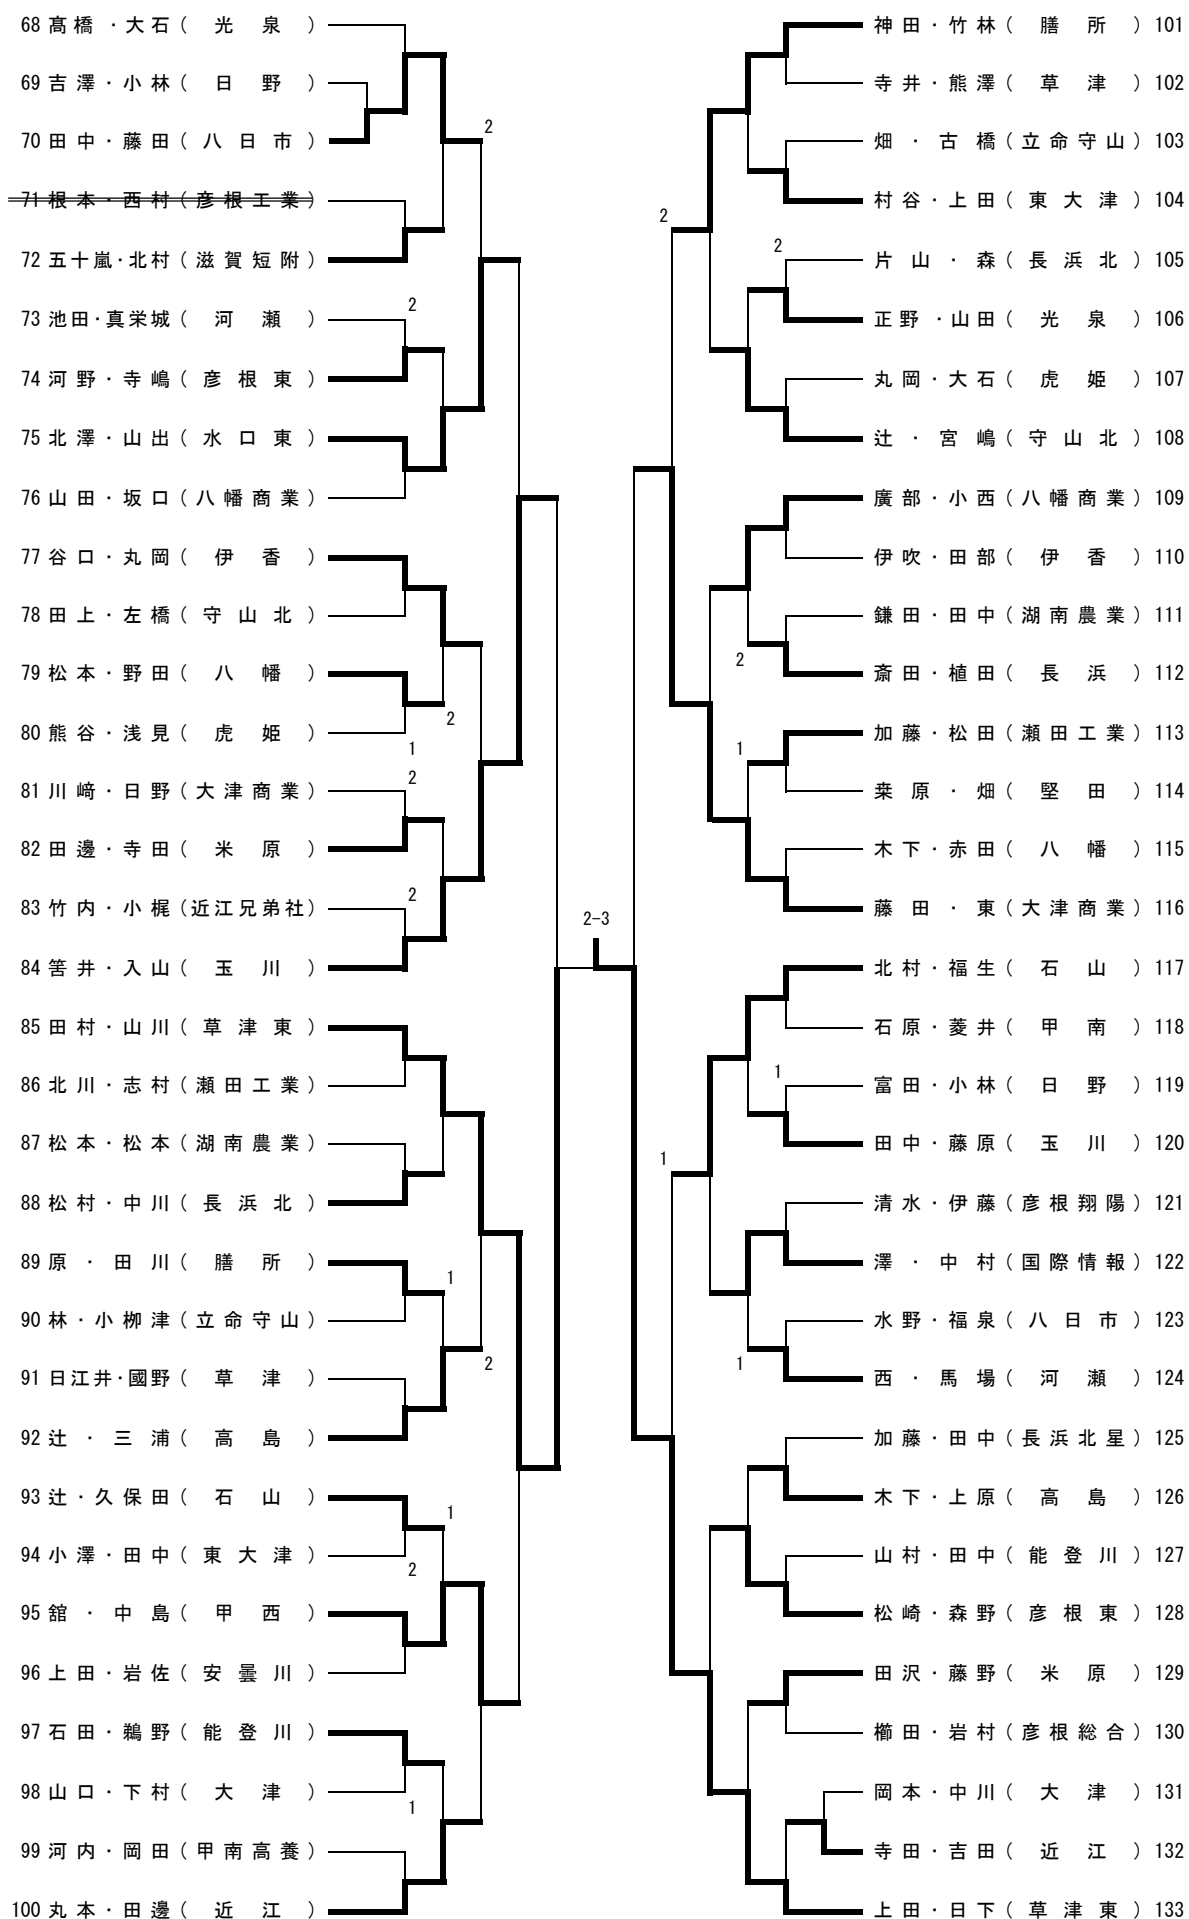 68 髙橋・大石（光泉）
69 吉澤・小林（日野）
70 田中・藤田（八日市）
2
71 根本・西村（彦根工業）
72 五十嵐・北村（滋賀短附）
73 池田・真栄城（河瀬）
2
74 河野・寺嶋（彦根東）
75 北澤・山出（水口東）
76 山田・坂口（八幡商業）
77 谷口・丸岡（伊香）
78 田上・左橋（守山北）
79 松本・野田（八幡）
2
80 熊谷・浅見（虎姫）
1
2
81 川﨑・日野（大津商業）
82 田邊・寺田（米原）
2
83 竹内・小梶（近江兄弟社）
84 筈井・入山（玉川）
85 田村・山川（草津東）
86 北川・志村（瀬田工業）
87 松本・松本（湖南農業）
88 松村・中川（長浜北）
89 原・田川（膳所）
1
90 林・小栁津（立命守山）
2
91 日江井・國野（草津）
92 辻・三浦（高島）
93 辻・久保田（石山）
1
94 小澤・田中（東大津）
2
95 舘・中島（甲西）
96 上田・岩佐（安曇川）
97 石田・鵜野（能登川）
98 山口・下村（大津）
1
99 河内・岡田（甲南高養）
100 丸本・田邊（近江）
2-3
神田・竹林（膳所）101
寺井・熊澤（草津）102
畑・古橋（立命守山）103
村谷・上田（東大津）104
2
2
片山・森（長浜北）105
正野・山田（光泉）106
丸岡・大石（虎姫）107
辻・宮嶋（守山北）108
廣部・小西（八幡商業）109
伊吹・田部（伊香）110
鎌田・田中（湖南農業）111
2
斎田・植田（長浜）112
加藤・松田（瀬田工業）113
1
桒原・畑（堅田）114
木下・赤田（八幡）115
藤田・東（大津商業）116
北村・福生（石山）117
石原・菱井（甲南）118
1
富田・小林（日野）119
田中・藤原（玉川）120
1
清水・伊藤（彦根翔陽）121
澤・中村（国際情報）122
水野・福泉（八日市）123
1
西・馬場（河瀬）124
加藤・田中（長浜北星）125
木下・上原（高島）126
山村・田中（能登川）127
松崎・森野（彦根東）128
田沢・藤野（米原）129
櫛田・岩村（彦根総合）130
岡本・中川（大津）131
寺田・吉田（近江）132
上田・日下（草津東）133